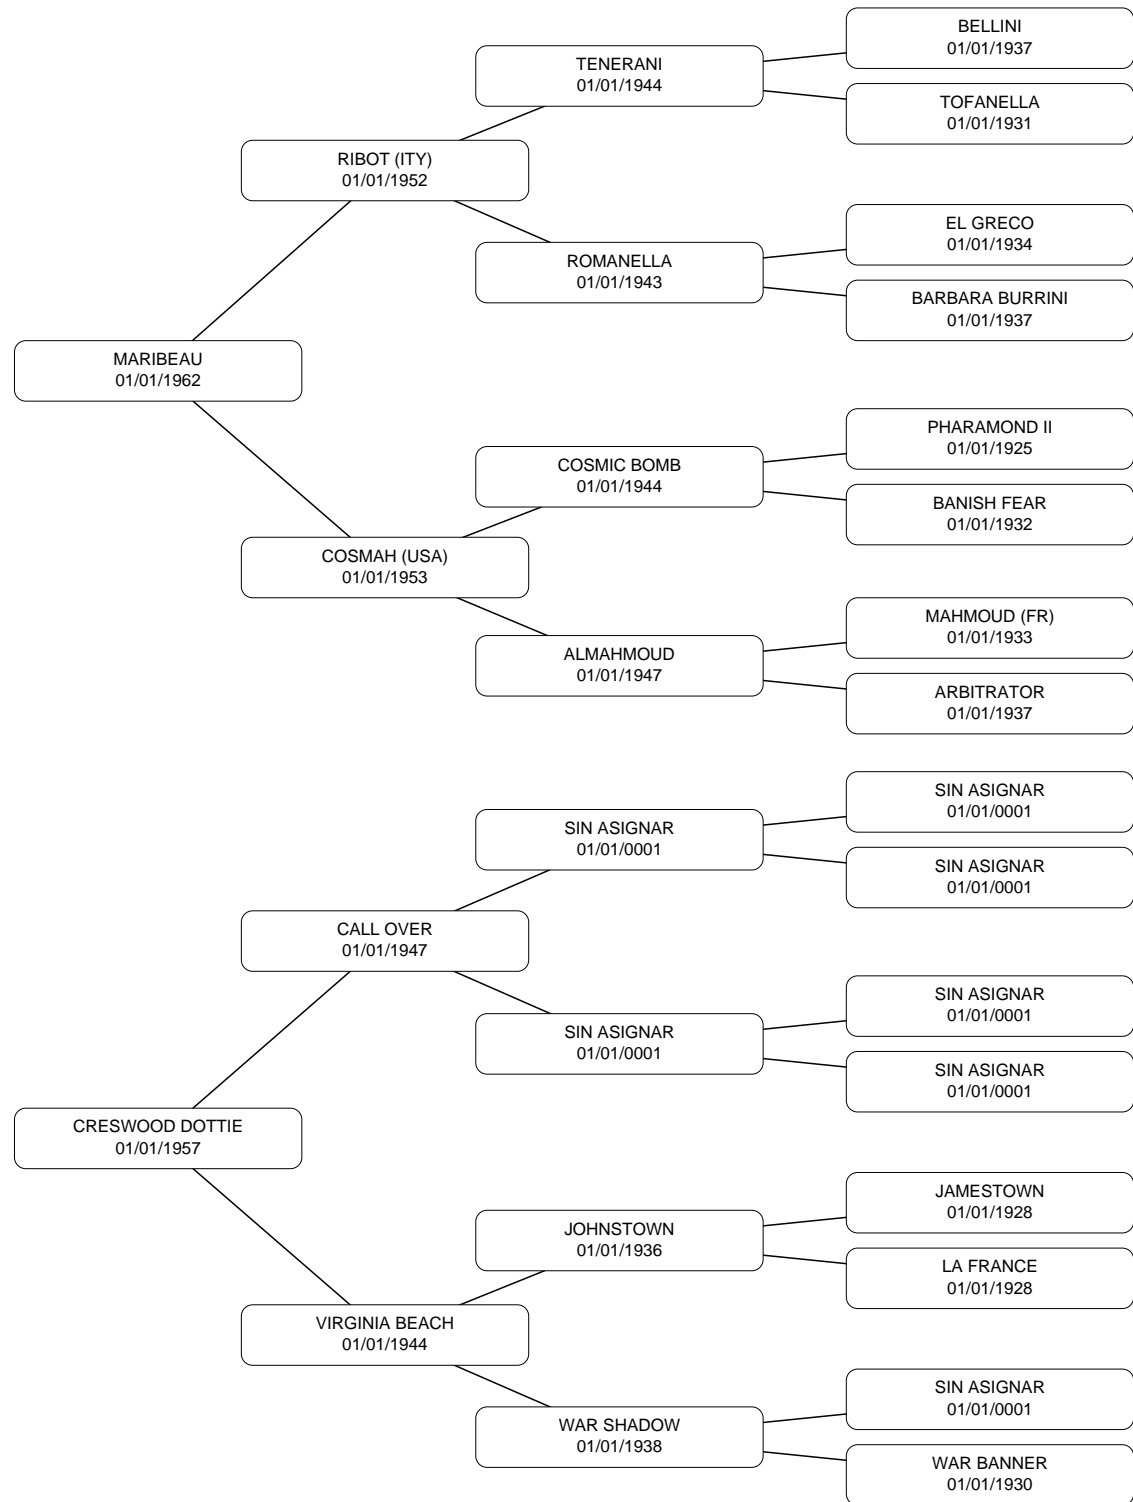 BELLINI
01/01/1937
TENERANI
01/01/1944
TOFANELLA
01/01/1931
RIBOT (ITY)
01/01/1952
EL GRECO
01/01/1934
ROMANELLA
01/01/1943
BARBARA BURRINI
01/01/1937
MARIBEAU
01/01/1962
PHARAMOND II
01/01/1925
COSMIC BOMB
01/01/1944
BANISH FEAR
01/01/1932
COSMAH (USA)
01/01/1953
MAHMOUD (FR)
01/01/1933
ALMAHMOUD
01/01/1947
ARBITRATOR
01/01/1937
SIN ASIGNAR
01/01/0001
SIN ASIGNAR
01/01/0001
SIN ASIGNAR
01/01/0001
CALL OVER
01/01/1947
SIN ASIGNAR
01/01/0001
SIN ASIGNAR
01/01/0001
SIN ASIGNAR
01/01/0001
CRESWOOD DOTTIE
01/01/1957
JAMESTOWN
01/01/1928
JOHNSTOWN
01/01/1936
LA FRANCE
01/01/1928
VIRGINIA BEACH
01/01/1944
SIN ASIGNAR
01/01/0001
WAR SHADOW
01/01/1938
WAR BANNER
01/01/1930